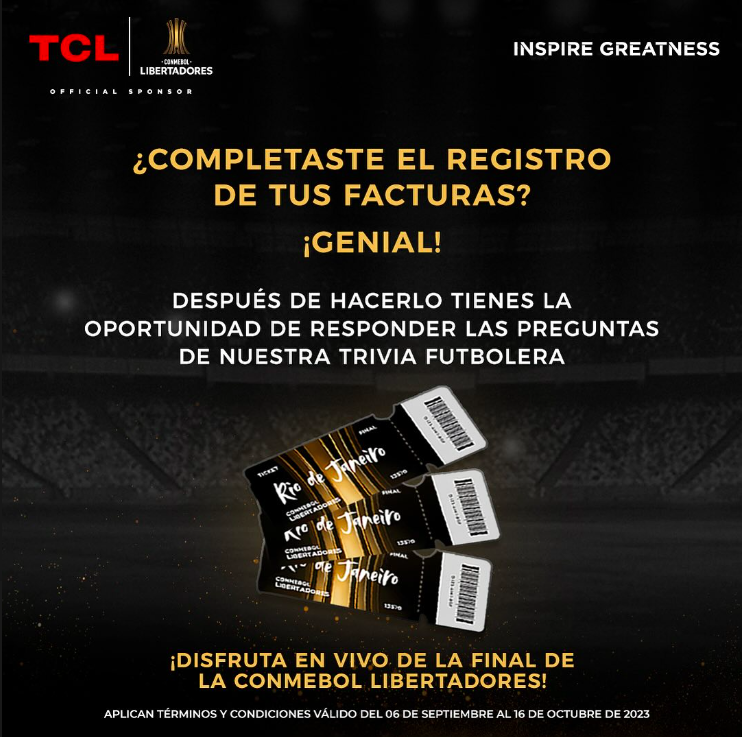 TCL
CONMEBOL
LIBERTADORES
OFFICIAL SPONSOR
INSPIRE GREATNESS
¿COMPLETASTE EL REGISTRO
DE TUS FACTURAS?
¡GENIAL!
DESPUÉS DE HACERLO TIENES LA
OPORTUNIDAD DE RESPONDER LAS PREGUNTAS
DE NUESTRA TRIVIA FUTBOLERA
TICKET
FINAL
Rio de Janeiro
CONMEBOL
LIBERTADORES
13570
FINAL
Rio de Janeiro
CONMEBOL
LIBERTADORES
FINAL
de Janeiro
CONMEBOL
LIBERTADORES
13570
¡DISFRUTA EN VIVO DE LA FINAL DE
LA CONMEBOL LIBERTADORES!
APLICAN TÉRMINOS Y CONDICIONES VÁLIDO DEL 06 DE SEPTIEMBRE AL 16 DE OCTUBRE DE 2023